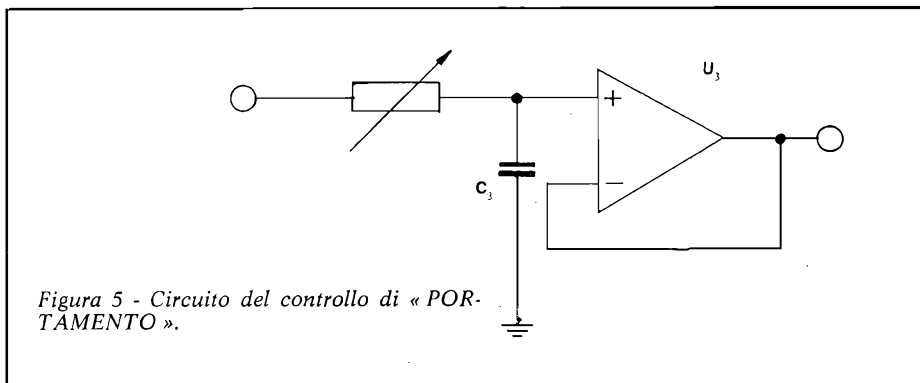 U₃
+
C₃
−
Figura 5 - Circuito del controllo di « POR-
TAMENTO ».